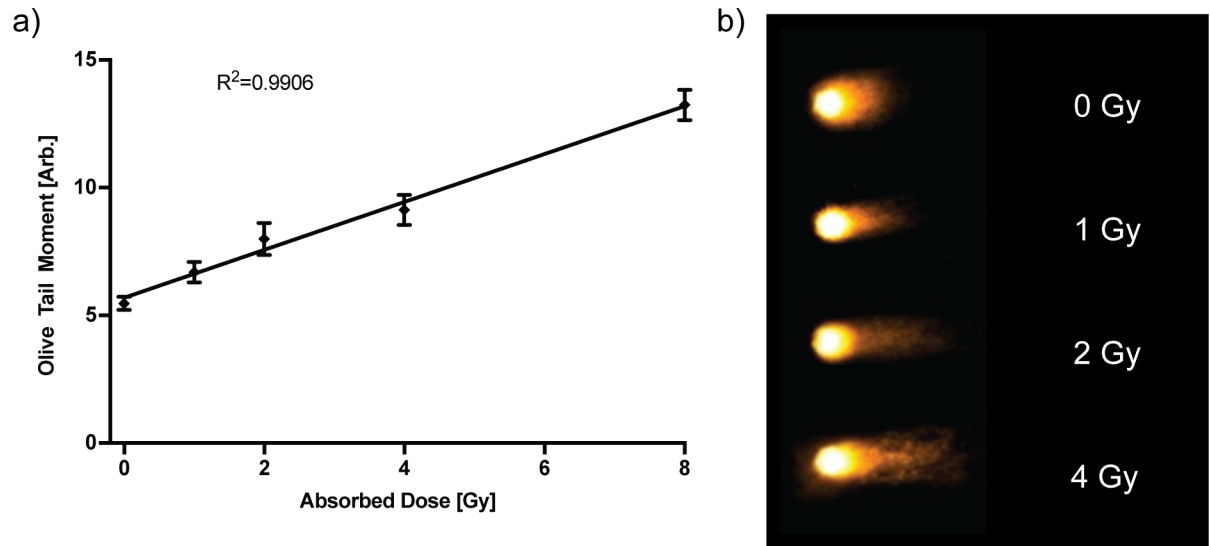 a)
b)
R²=0.9906
15
10
5
0
Olive Tail Moment [Arb.]
0 2 4 6 8
Absorbed Dose [Gy]
0 Gy
1 Gy
2 Gy
4 Gy